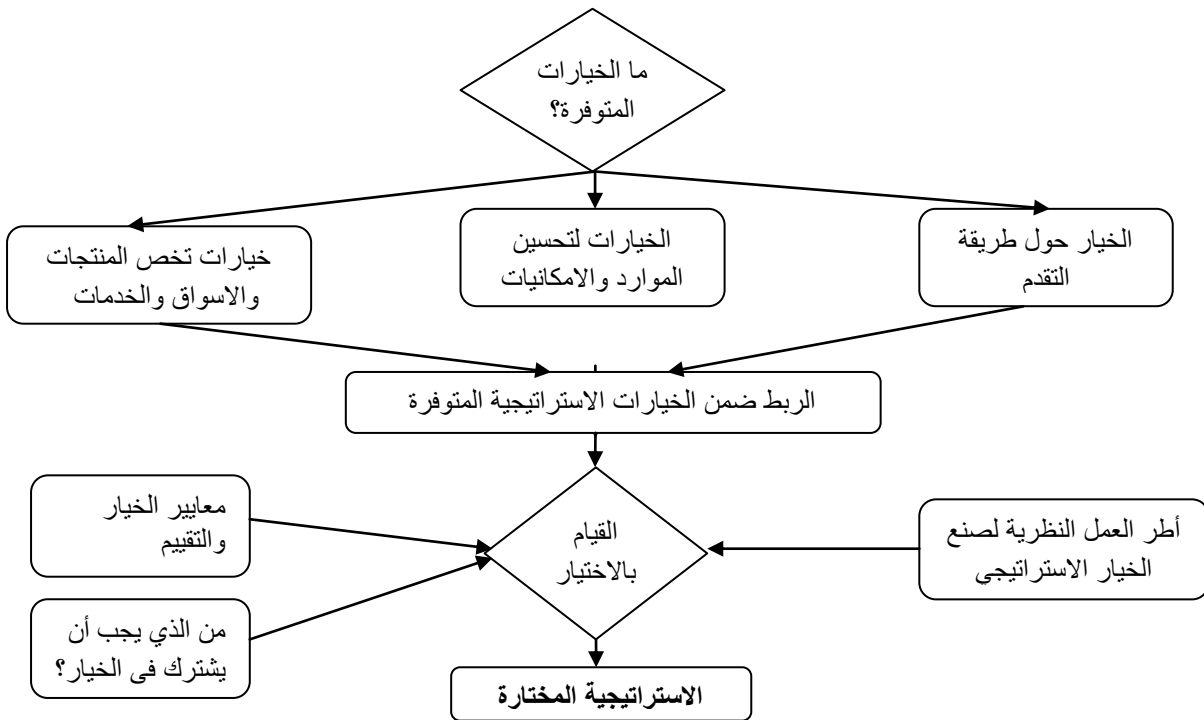 ما الخيارات
المتوفرة؟
الخيار حول طريقة
التقدم
الخيارات لتحسين
الموارد والامكانيات
خيارات تخص المنتجات
والاسواق والخدمات
الربط ضمن الخيارات الاستراتيجية المتوفرة
أطر العمل النظرية لصنع
الخيار الاستراتيجي
القيام
بالاختيار
معايير الخيار
والتقييم
من الذي يجب أن
يشترك في الخيار؟
الاستراتيجية المختارة